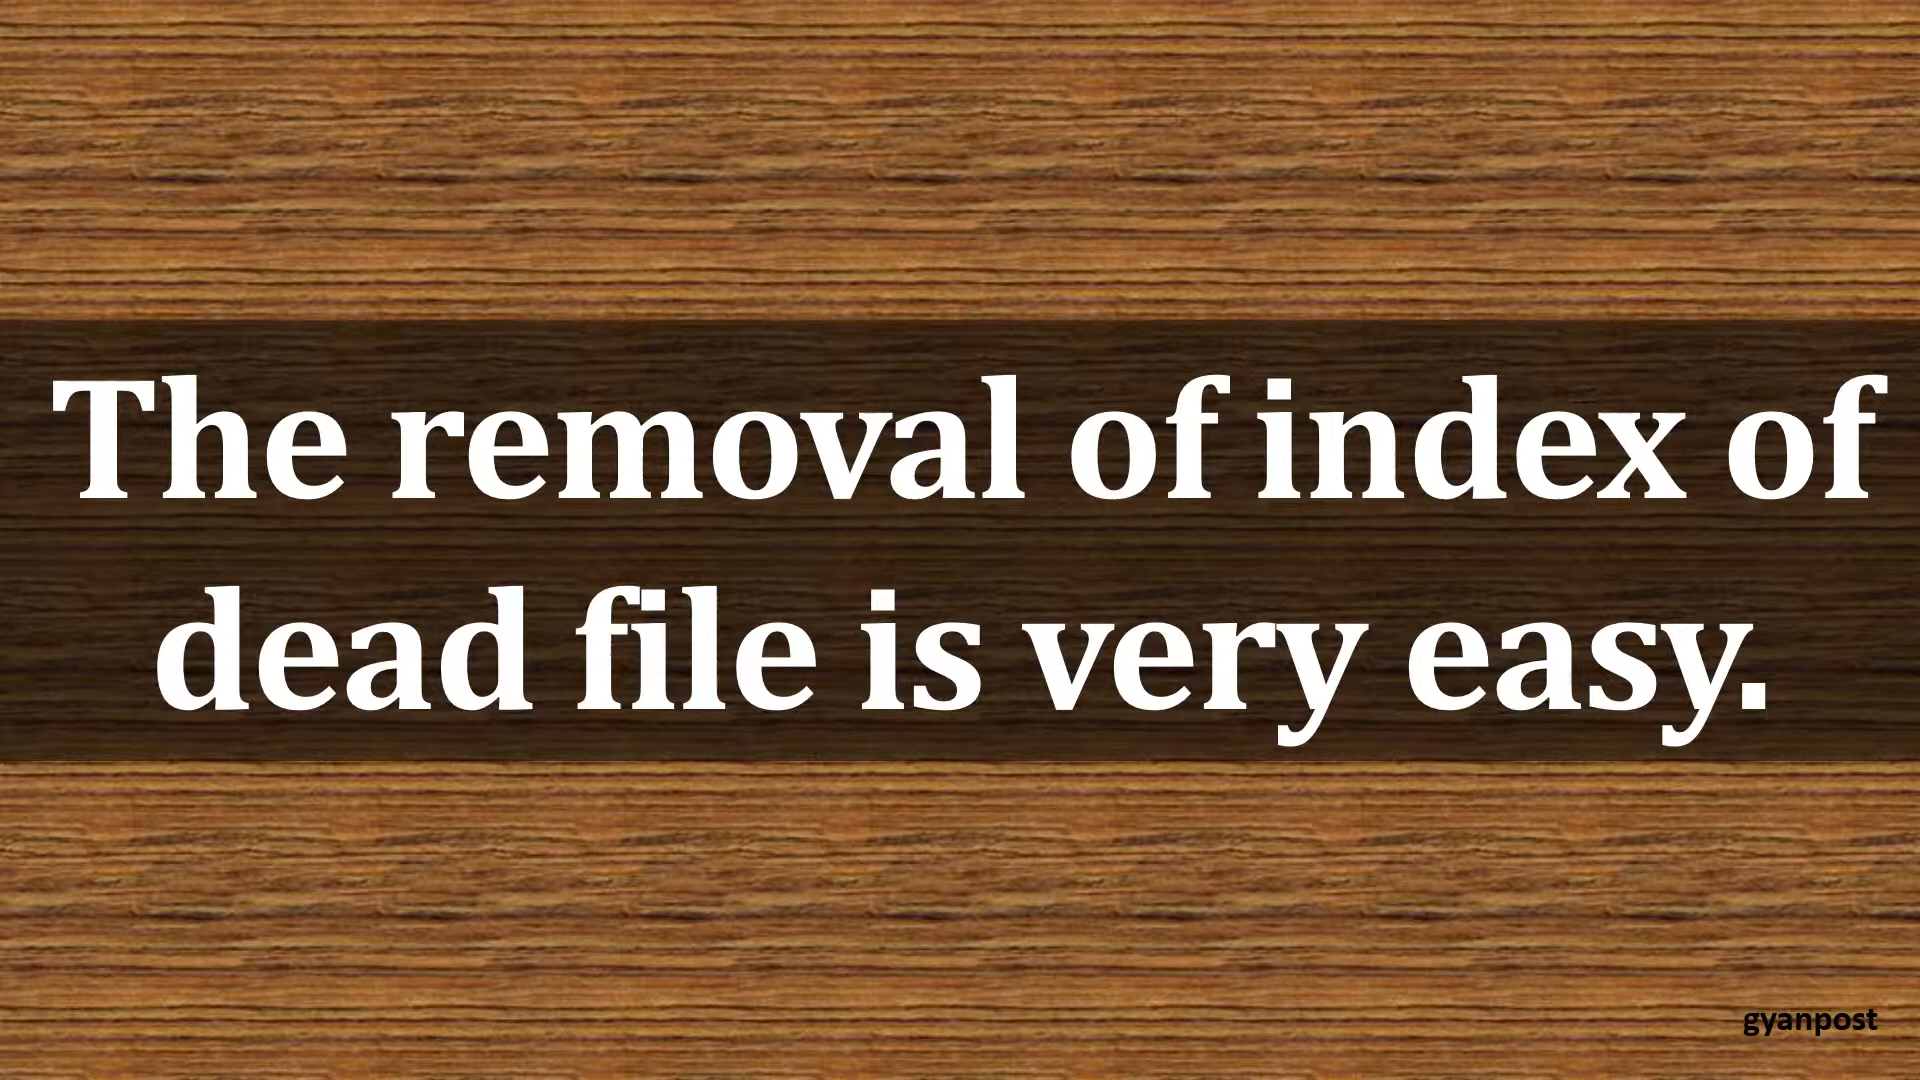 The removal of index of
dead file is very easy.
gyanpost